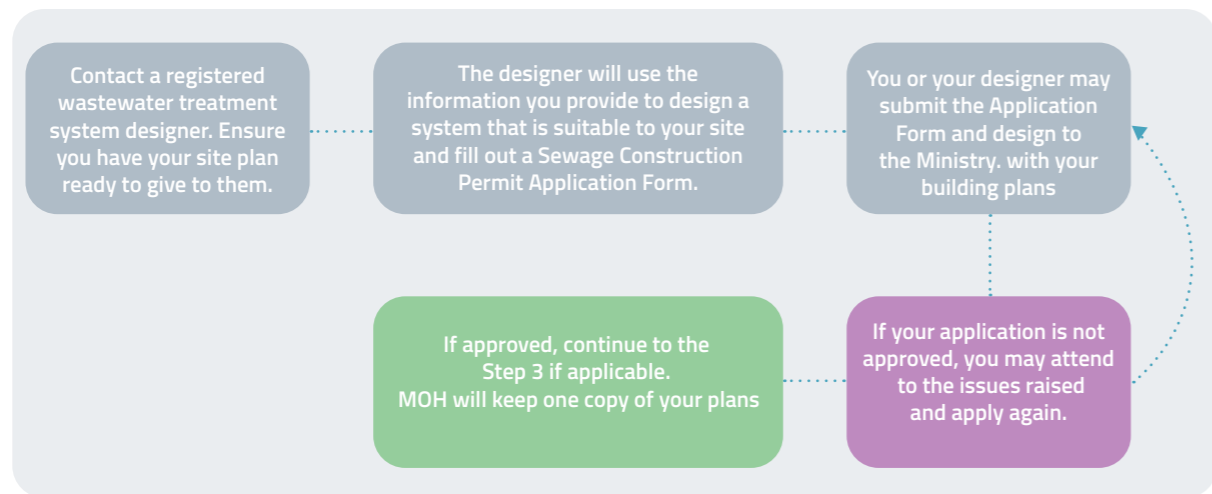 Contact a registered
wastewater treatment
system designer. Ensure
you have your site plan
ready to give to them.
The designer will use the
information you provide to design a
system that is suitable to your site
and fill out a Sewage Construction
Permit Application Form.
You or your designer may
submit the Application
Form and design to
the Ministry. with your
building plans
If approved, continue to the
Step 3 if applicable.
MOH will keep one copy of your plans
If your application is not
approved, you may attend
to the issues raised
and apply again.